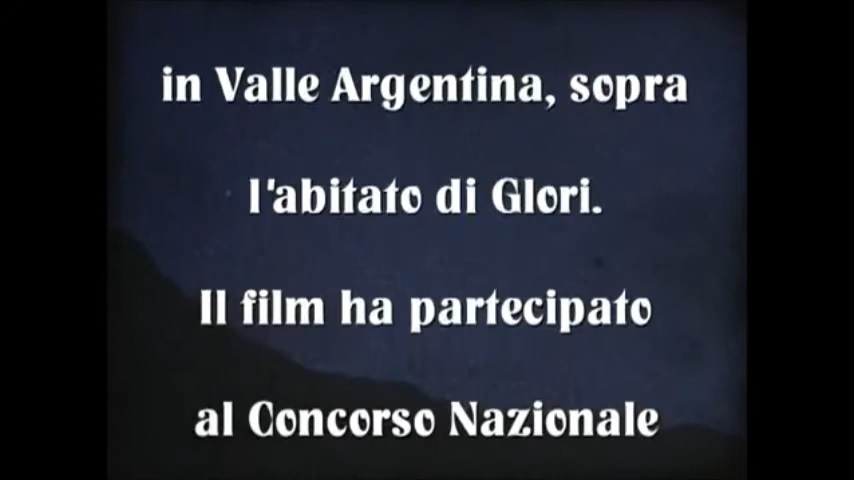 in Valle Argentina, sopra
l'abitato di Glori.
Il film ha partecipato
al Concorso Nazionale